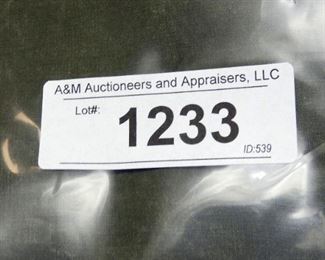 A&M Auctioneers and Appraisers, LLC
Lot#: 1233
ID:539